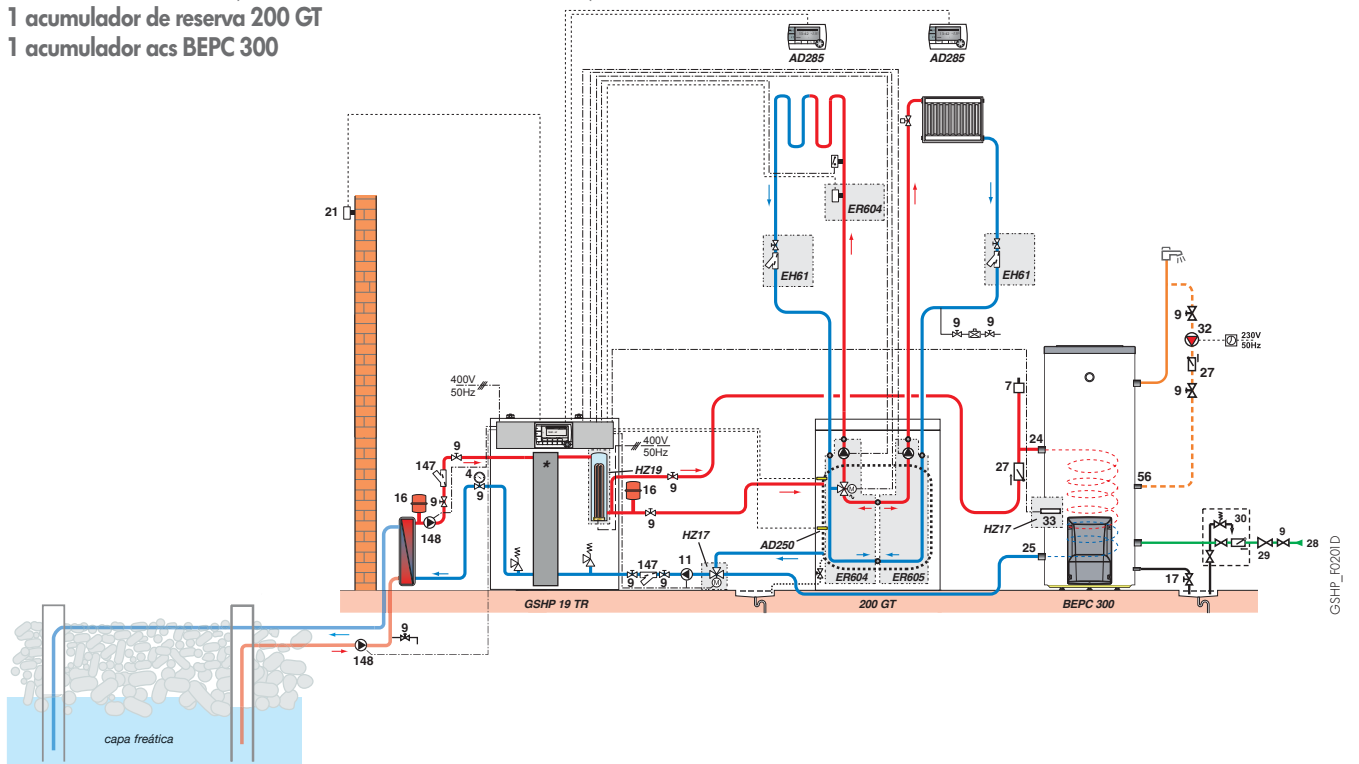 1 acumulador de reserva 200 GT
1 acumulador acs BEPC 300
AD285
AD285
21
ER604
EH61
EH61
9
9
9
32
230V
50Hz
27
9
400V
50Hz
7
400V
50Hz
24
9
147
4
9
HZ19
16
9
27
56
16
9
9
148
HZ17
33
HZ17
30
9
AD250
28
25
29
147
11
9
9
17
ER604
ER605
GSHP 19 TR
200 GT
BEPC 300
9
148
capa freática
GSHP_F0201D